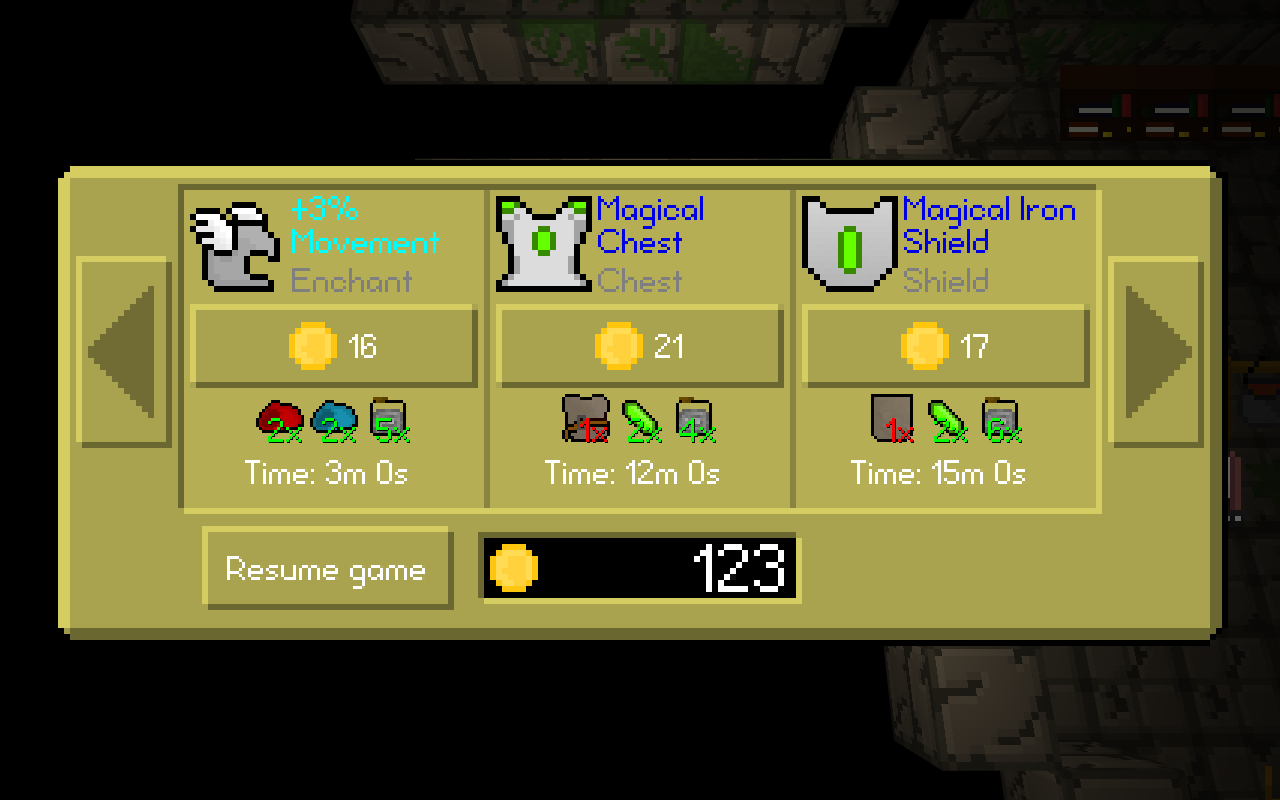 +3%
Movement
Enchant
Magical
Chest
Chest
Magical Iron
Shield
Shield
16
21
17
2x 2x 5x
1x 2x 4x
1x 2x 6x
Time: 3m 0s
Time: 12m 0s
Time: 15m 0s
Resume game
123